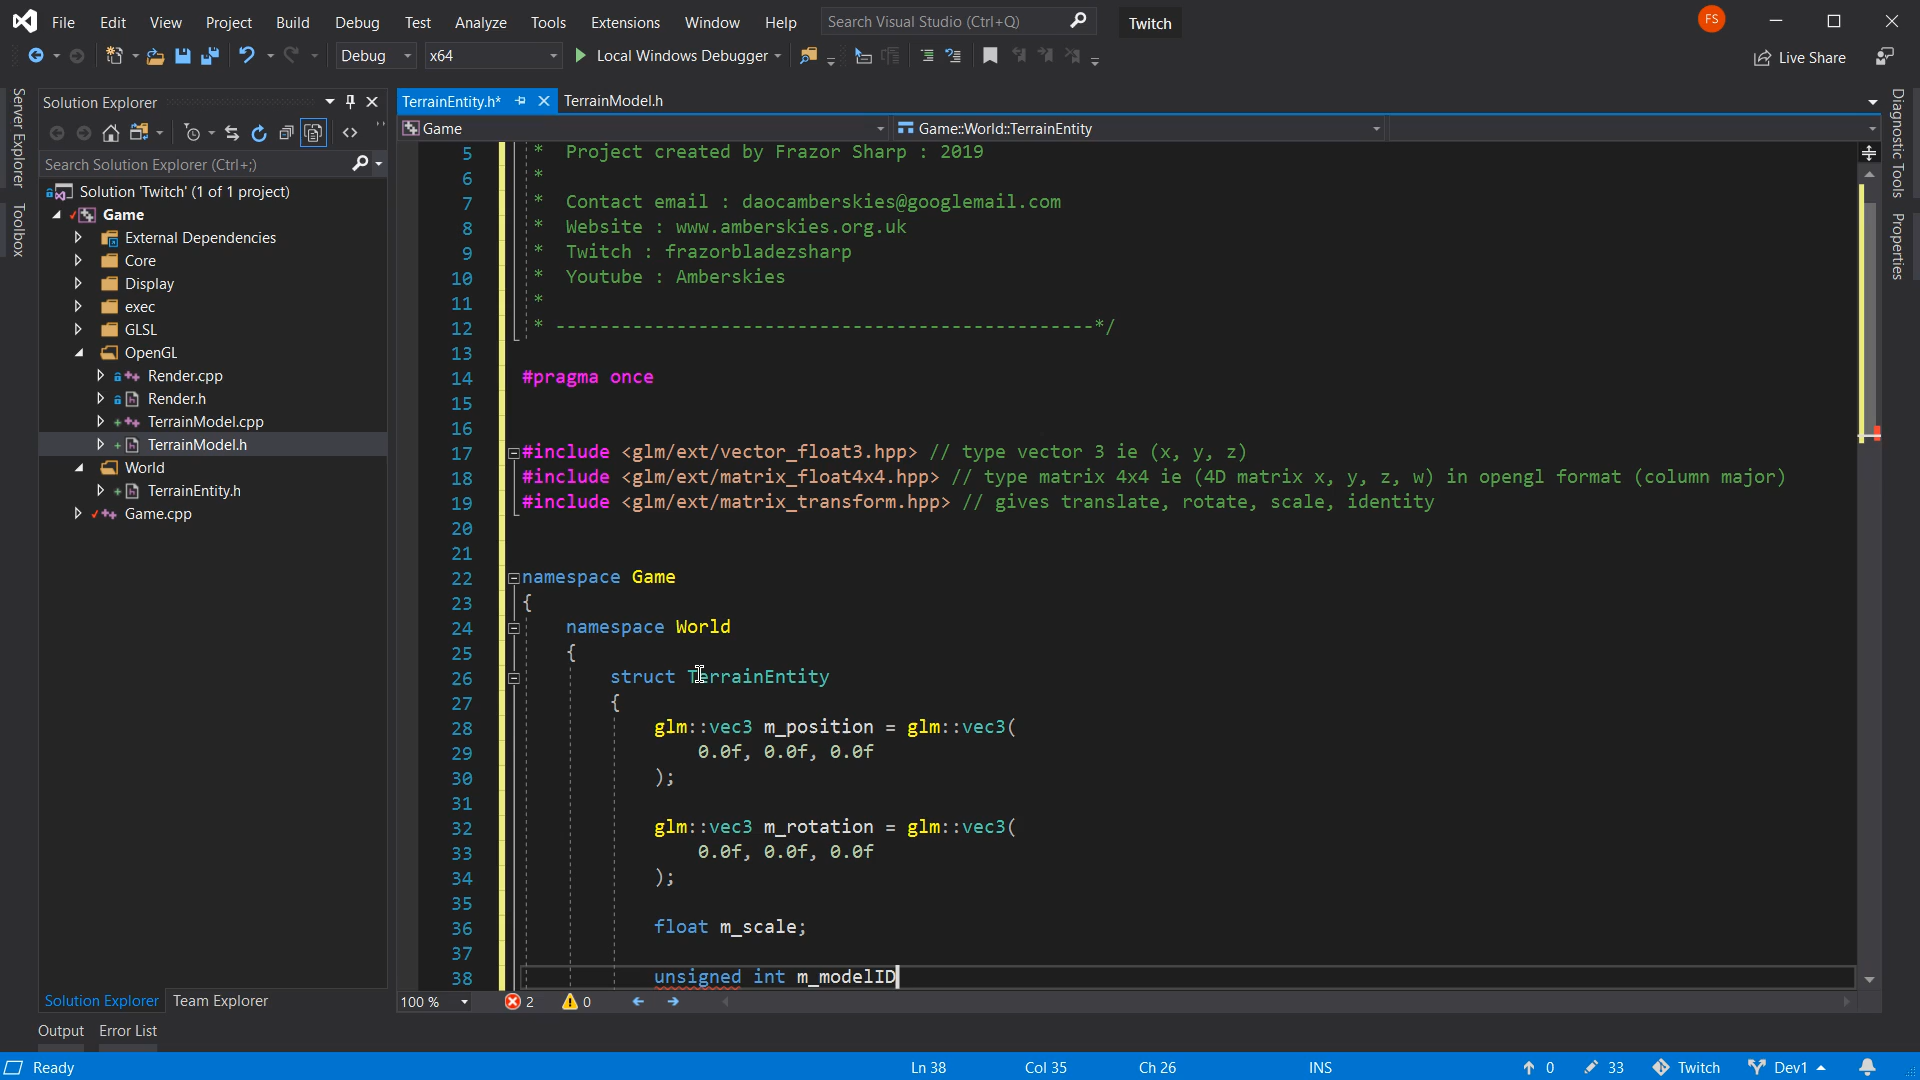 File Edit View Project Build Debug Test Analyze Tools Extensions Window Help Search Visual Studio (Ctrl+Q) Twitch FS
Debug x64 Local Windows Debugger Live Share
Server Explorer
Toolbox
Solution Explorer
Search Solution Explorer (Ctrl+;)
Solution 'Twitch' (1 of 1 project)
Game
External Dependencies
Core
Display
exec
GLSL
OpenGL
Render.cpp
Render.h
TerrainModel.cpp
TerrainModel.h
World
TerrainEntity.h
Game.cpp
Solution Explorer Team Explorer
TerrainEntity.h* TerrainModel.h
Game Game::World::TerrainEntity
5 * Project created by Frazor Sharp : 2019
6 *
7 * Contact email : daocamberskies@googlemail.com
8 * Website : www.amberskies.org.uk
9 * Twitch : frazorbladezsharp
10 * Youtube : Amberskies
11 *
12 * -------------------------------------------------*/
13
14 #pragma once
15
16
17 #include <glm/ext/vector_float3.hpp> // type vector 3 ie (x, y, z)
18 #include <glm/ext/matrix_float4x4.hpp> // type matrix 4x4 ie (4D matrix x, y, z, w) in opengl format (column major)
19 #include <glm/ext/matrix_transform.hpp> // gives translate, rotate, scale, identity
20
21
22 namespace Game
23 {
24 namespace World
25 {
26 struct TerrainEntity
27 {
28 glm::vec3 m_position = glm::vec3(
29 0.0f, 0.0f, 0.0f
30 );
31
32 glm::vec3 m_rotation = glm::vec3(
33 0.0f, 0.0f, 0.0f
34 );
35
36 float m_scale;
37
38 unsigned int m_modelID
100 % 2 0
Diagnostic Tools
Properties
Output Error List
Ready Ln 38 Col 35 Ch 26 INS 0 33 Twitch Dev1